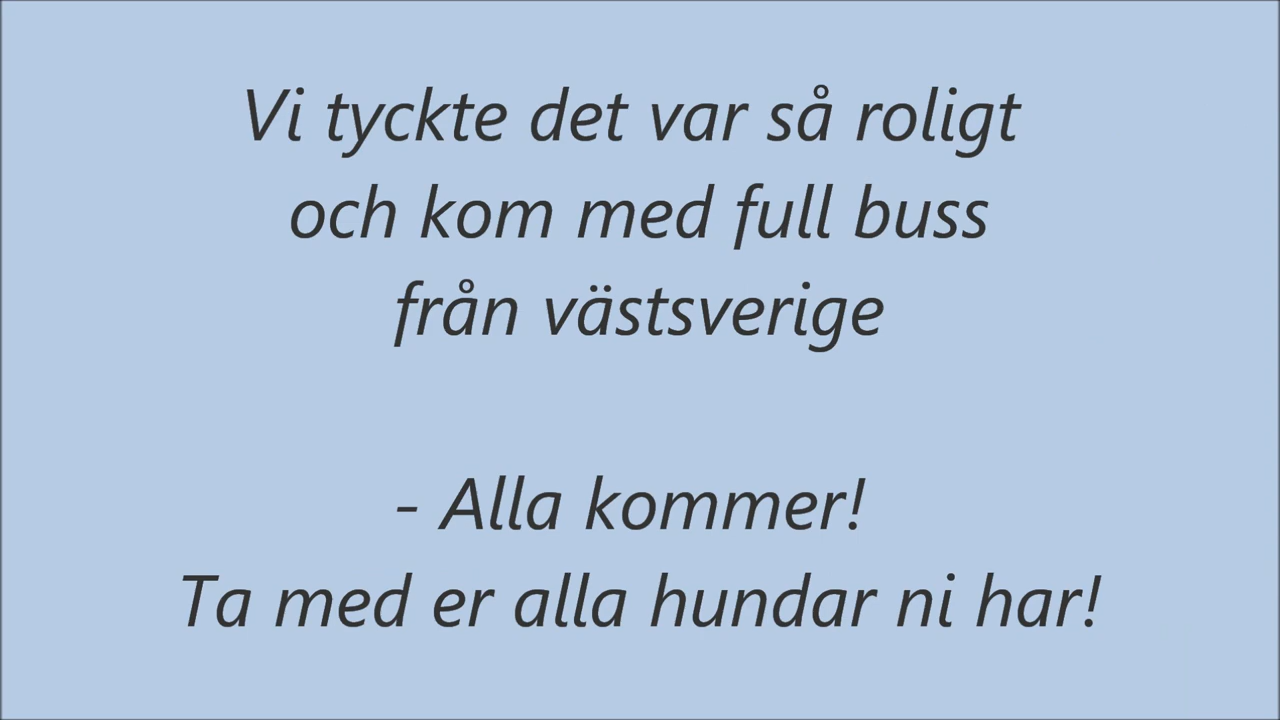 Vi tyckte det var så roligt
och kom med full buss
från västsverige
- Alla kommer!
Ta med er alla hundar ni har!